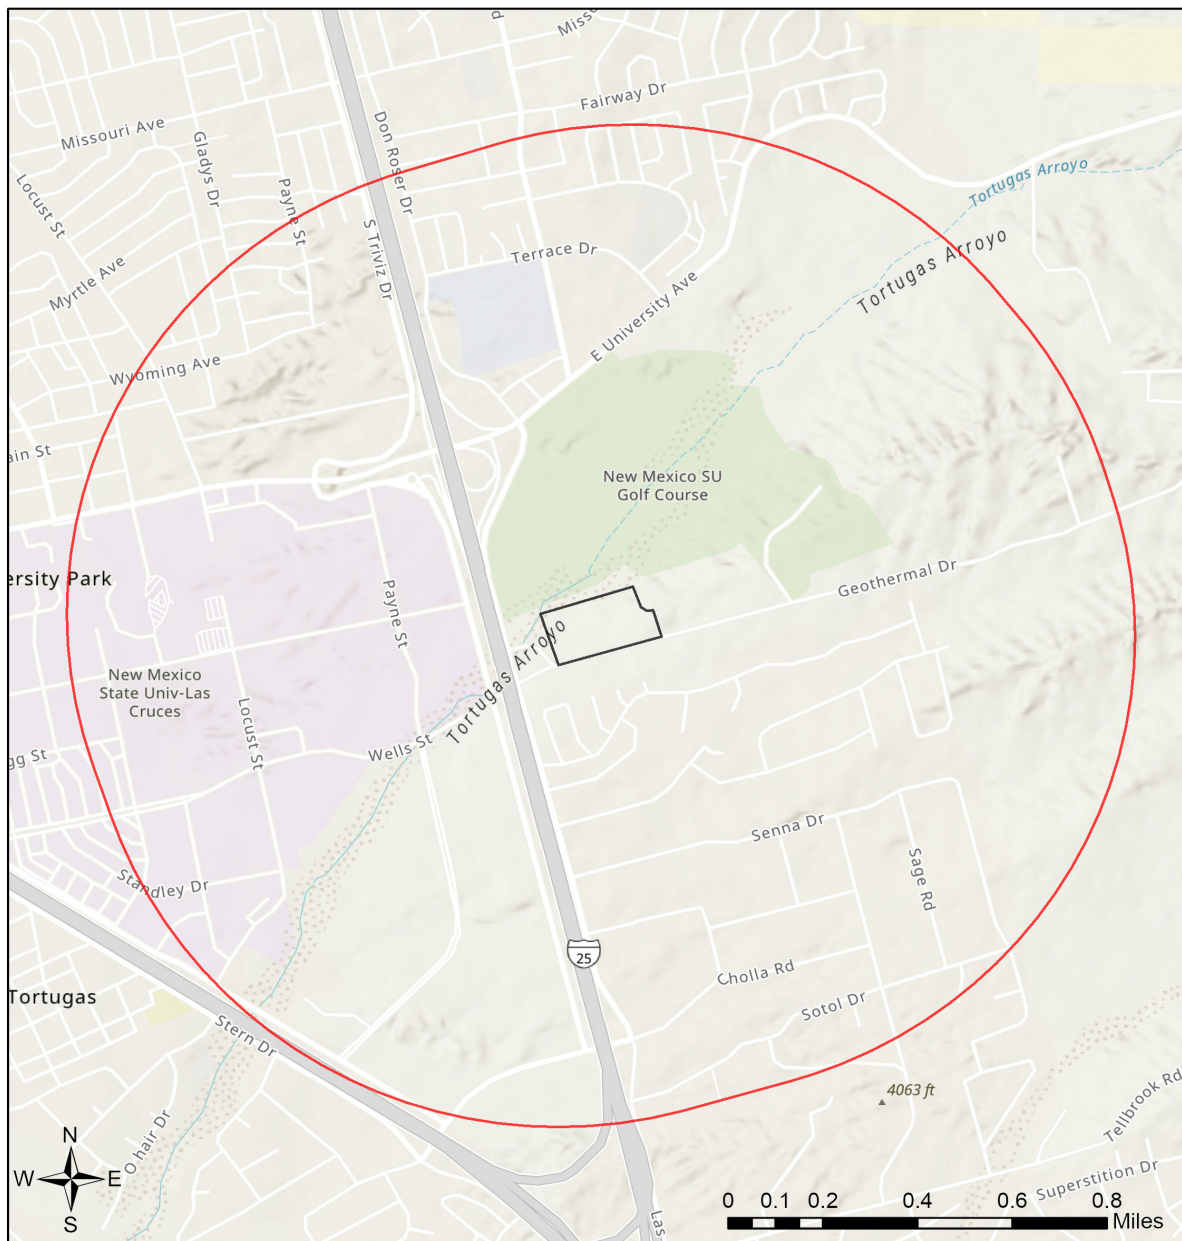 d
Misso
Fairway Dr
Missouri Ave
Gladys Dr
Don Roser Dr
Locust St
Payne St
Tortugas Arroyo
S Triviz Dr
Terrace Dr
Tortugas Arroyo
Myrtle Ave
E University Ave
Wyoming Ave
ain St
New Mexico SU
Golf Course
ersity Park
Payne St
Geothermal Dr
Tortugas Arroyo
New Mexico
State Univ-Las
Cruces
Locust St
Wells St
gg St
Senna Dr
Sage Rd
Standley Dr
25
Cholla Rd
Tortugas
Sotol Dr
Stern Dr
4063 ft
Tellbrook Rd
O hair Dr
Superstition Dr
Las
N
W E
S
0 0.1 0.2 0.4 0.6 0.8
Miles